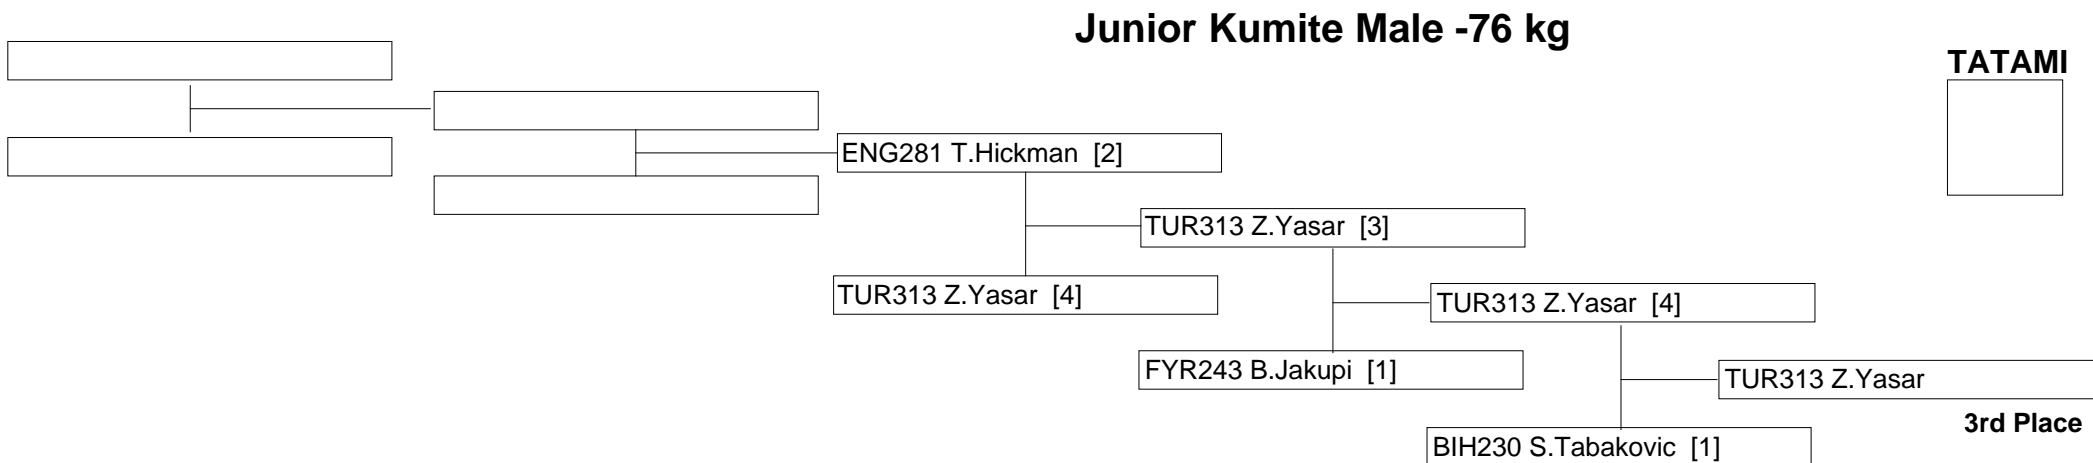 Junior Kumite Male -76 kg
TATAMI
ENG281 T.Hickman [2]
TUR313 Z.Yasar [3]
TUR313 Z.Yasar [4]
TUR313 Z.Yasar [4]
FYR243 B.Jakupi [1]
TUR313 Z.Yasar
3rd Place
BIH230 S.Tabakovic [1]